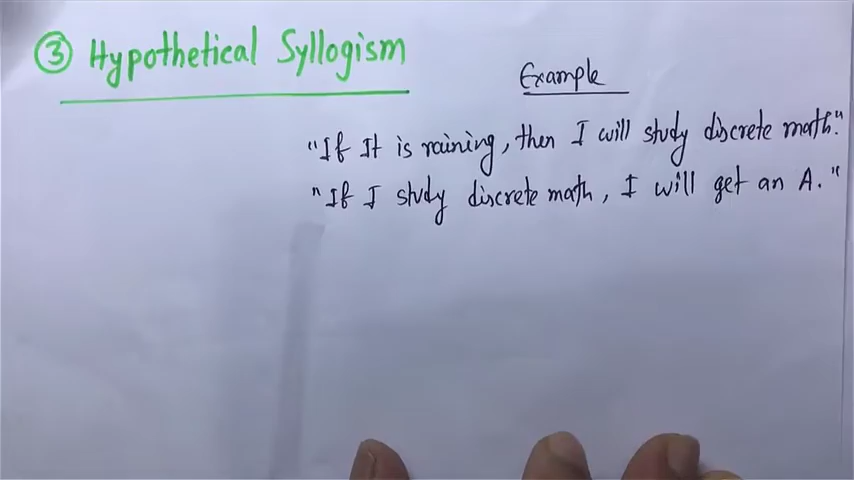 ③ Hypothetical Syllogism
Example
"If It is raining, then I will study discrete math."
"If I study discrete math, I will get an A."